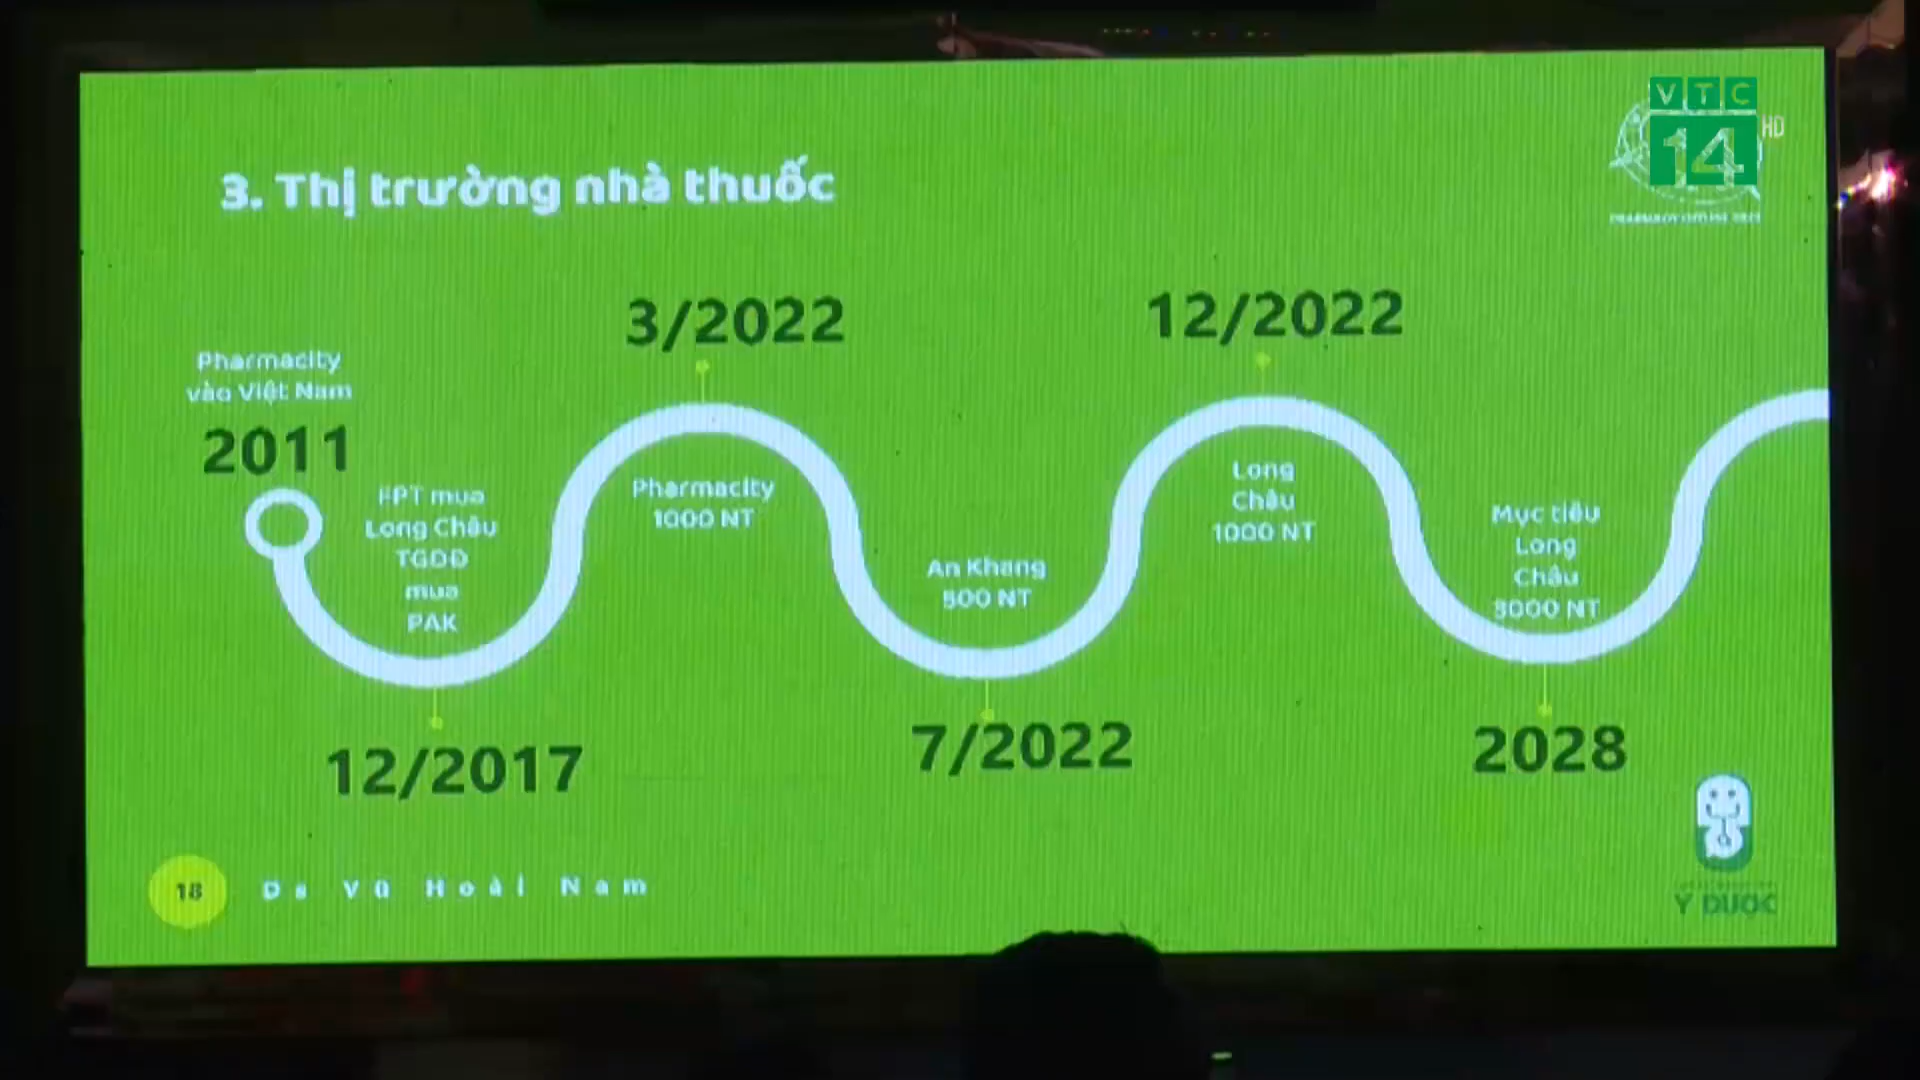 VTC
14
HD
3. Thị trường nhà thuốc
Pharmacity
vào Việt Nam
2011
FPT mua
Long Châu
TGDĐ
mua
PAK
12/2017
3/2022
Pharmacity
1000 NT
An Khang
500 NT
7/2022
12/2022
Long
Châu
1000 NT
Mục tiêu
Long
Châu
3000 NT
2028
18
Ds Vũ Hoài Nam
Y DƯỢC